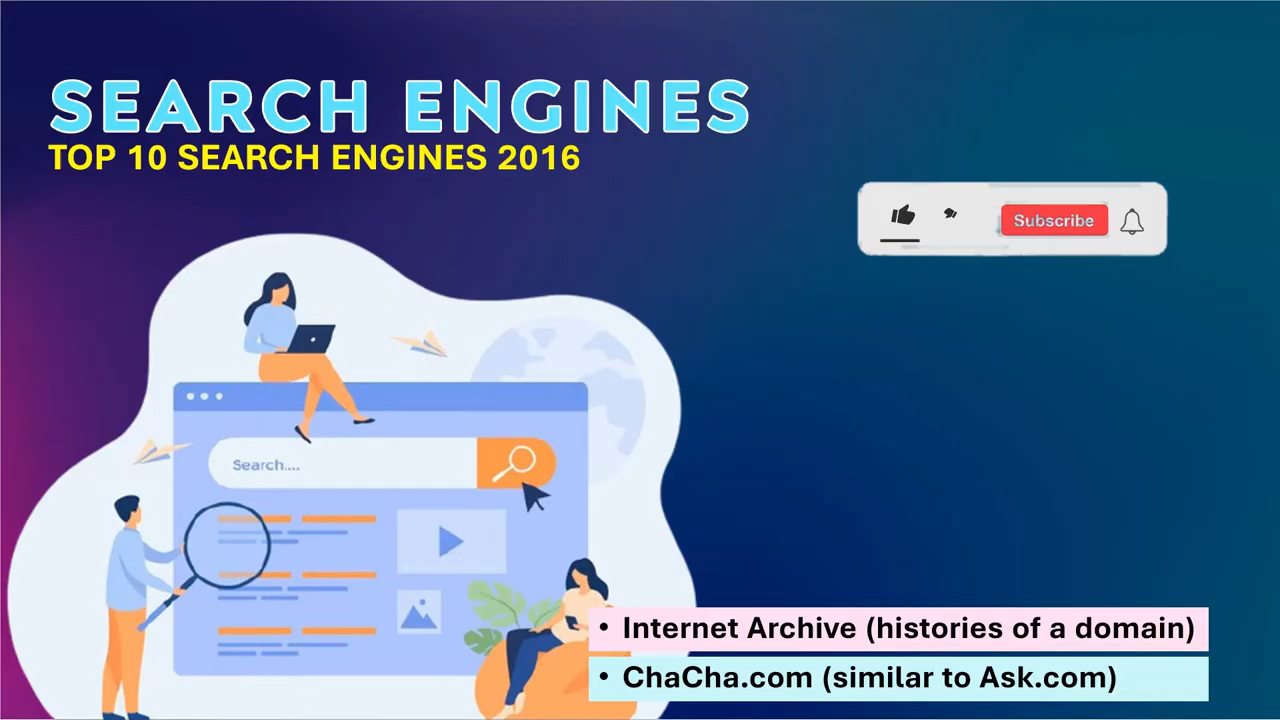 SEARCH ENGINES
TOP 10 SEARCH ENGINES 2016
Subscribe
Search....
• Internet Archive (histories of a domain)
• ChaCha.com (similar to Ask.com)